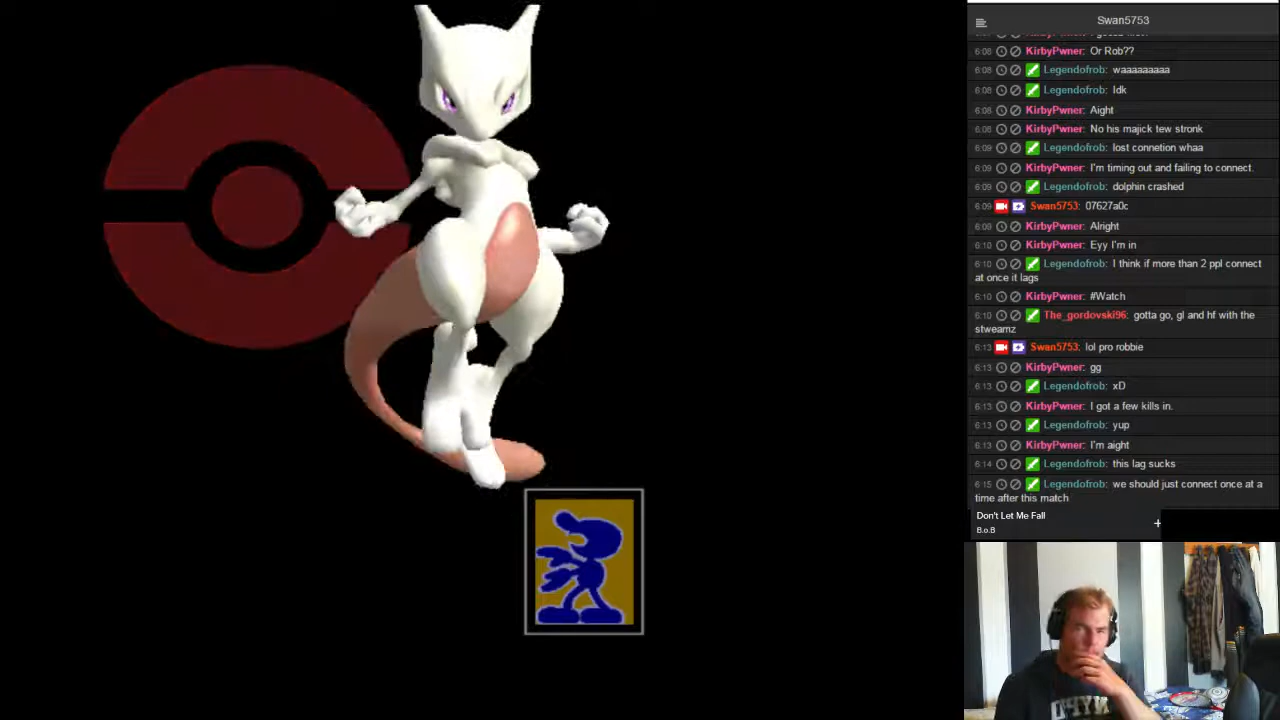 Swan5753
6:08 KirbyPwner: Or Rob??
6:08 Legendofrob: waaaaaaaaa
6:08 Legendofrob: Idk
6:08 KirbyPwner: Aight
6:08 KirbyPwner: No his majick tew stronk
6:09 Legendofrob: lost connetion whaa
6:09 KirbyPwner: I'm timing out and failing to connect.
6:09 Legendofrob: dolphin crashed
6:09 Swan5753: 07627a0c
6:09 KirbyPwner: Alright
6:10 KirbyPwner: Eyy I'm in
6:10 Legendofrob: I think if more than 2 ppl connect
at once it lags
6:10 KirbyPwner: #Watch
6:10 The_gordovski96: gotta go, gl and hf with the
stweamz
6:13 Swan5753: lol pro robbie
6:13 KirbyPwner: gg
6:13 Legendofrob: xD
6:13 KirbyPwner: I got a few kills in.
6:13 Legendofrob: yup
6:13 KirbyPwner: I'm aight
6:14 Legendofrob: this lag sucks
6:15 Legendofrob: we should just connect once at a
time after this match
Don't Let Me Fall
+
B.o.B